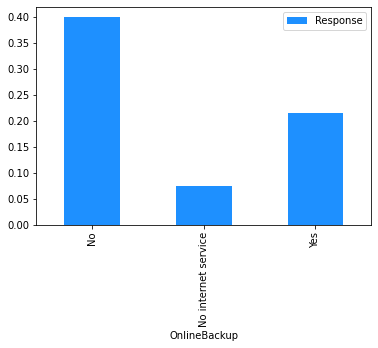 0.40
0.35
0.30
0.25
0.20
0.15
0.10
0.05
0.00
Response
No
No internet service
Yes
OnlineBackup